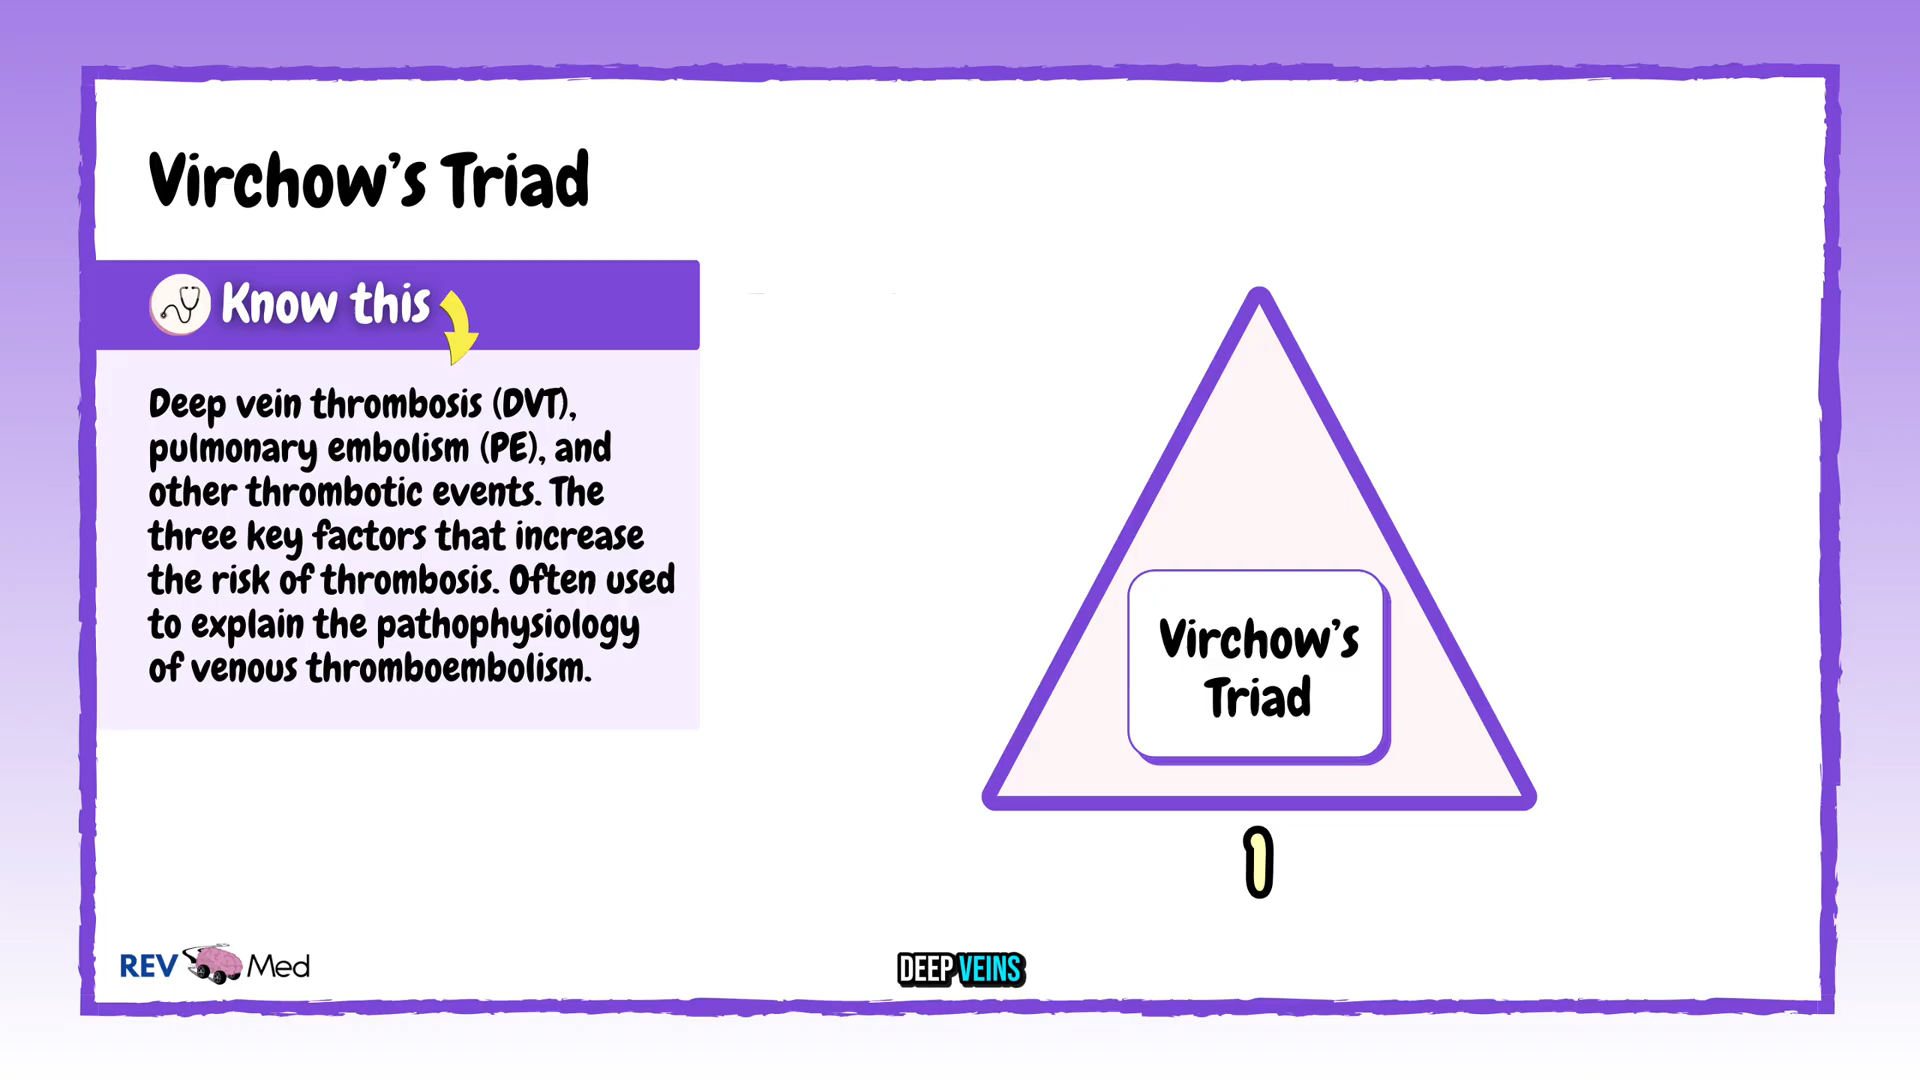 Virchow’s Triad
Know this
Deep vein thrombosis (DVT),
pulmonary embolism (PE), and
other thrombotic events. The
three key factors that increase
the risk of thrombosis. Often used
to explain the pathophysiology
of venous thromboembolism.
Virchow’s
Triad
1
REV Med
DEEP VEINS